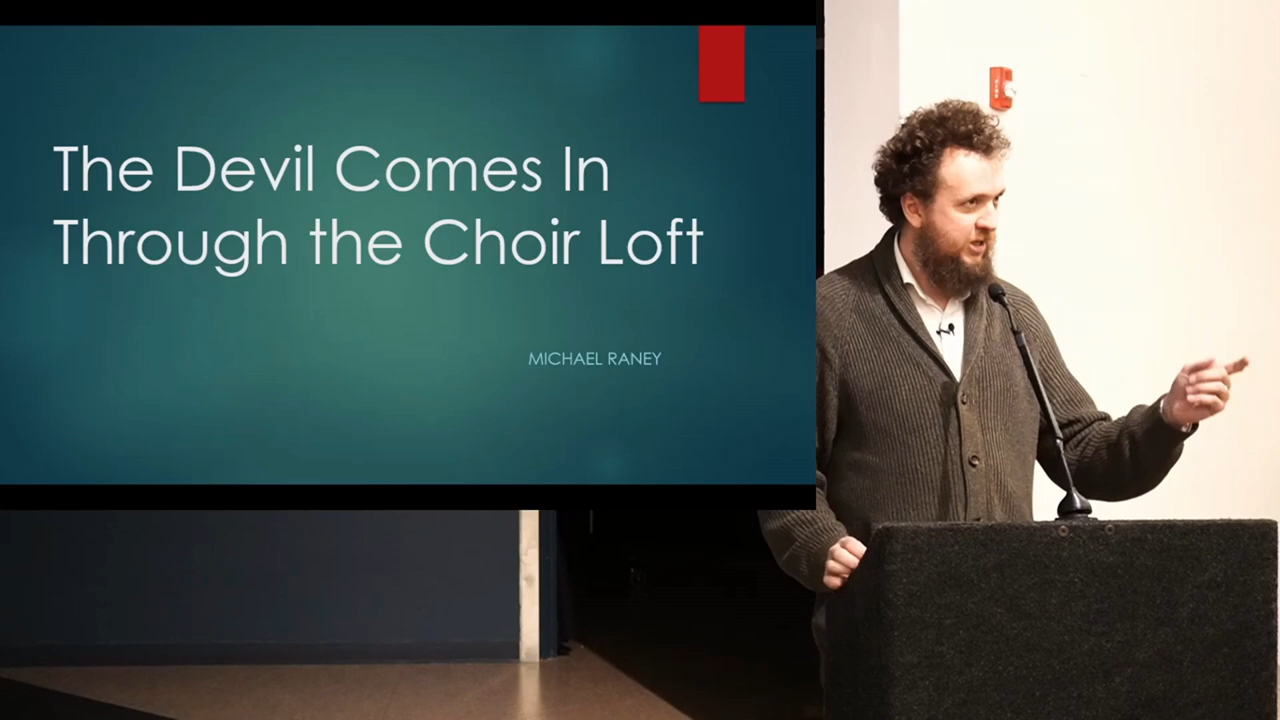 The Devil Comes In
Through the Choir Loft
MICHAEL RANEY